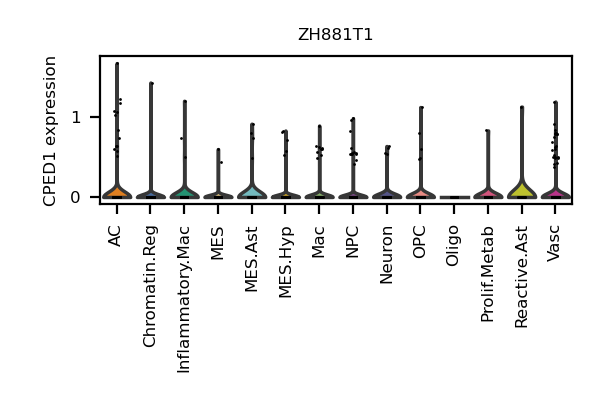 ZH881T1
CPED1 expression
1
0
AC
Chromatin.Reg
Inflammatory.Mac
MES
MES.Ast
MES.Hyp
Mac
NPC
Neuron
OPC
Oligo
Prolif.Metab
Reactive.Ast
Vasc